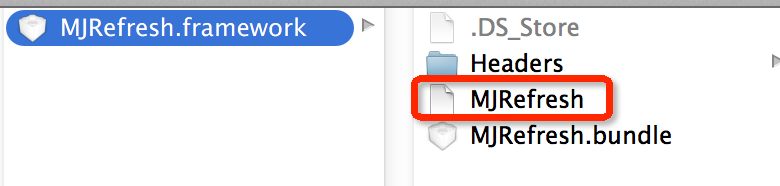 MJRefresh.framework
.DS_Store
Headers
MJRefresh
MJRefresh.bundle